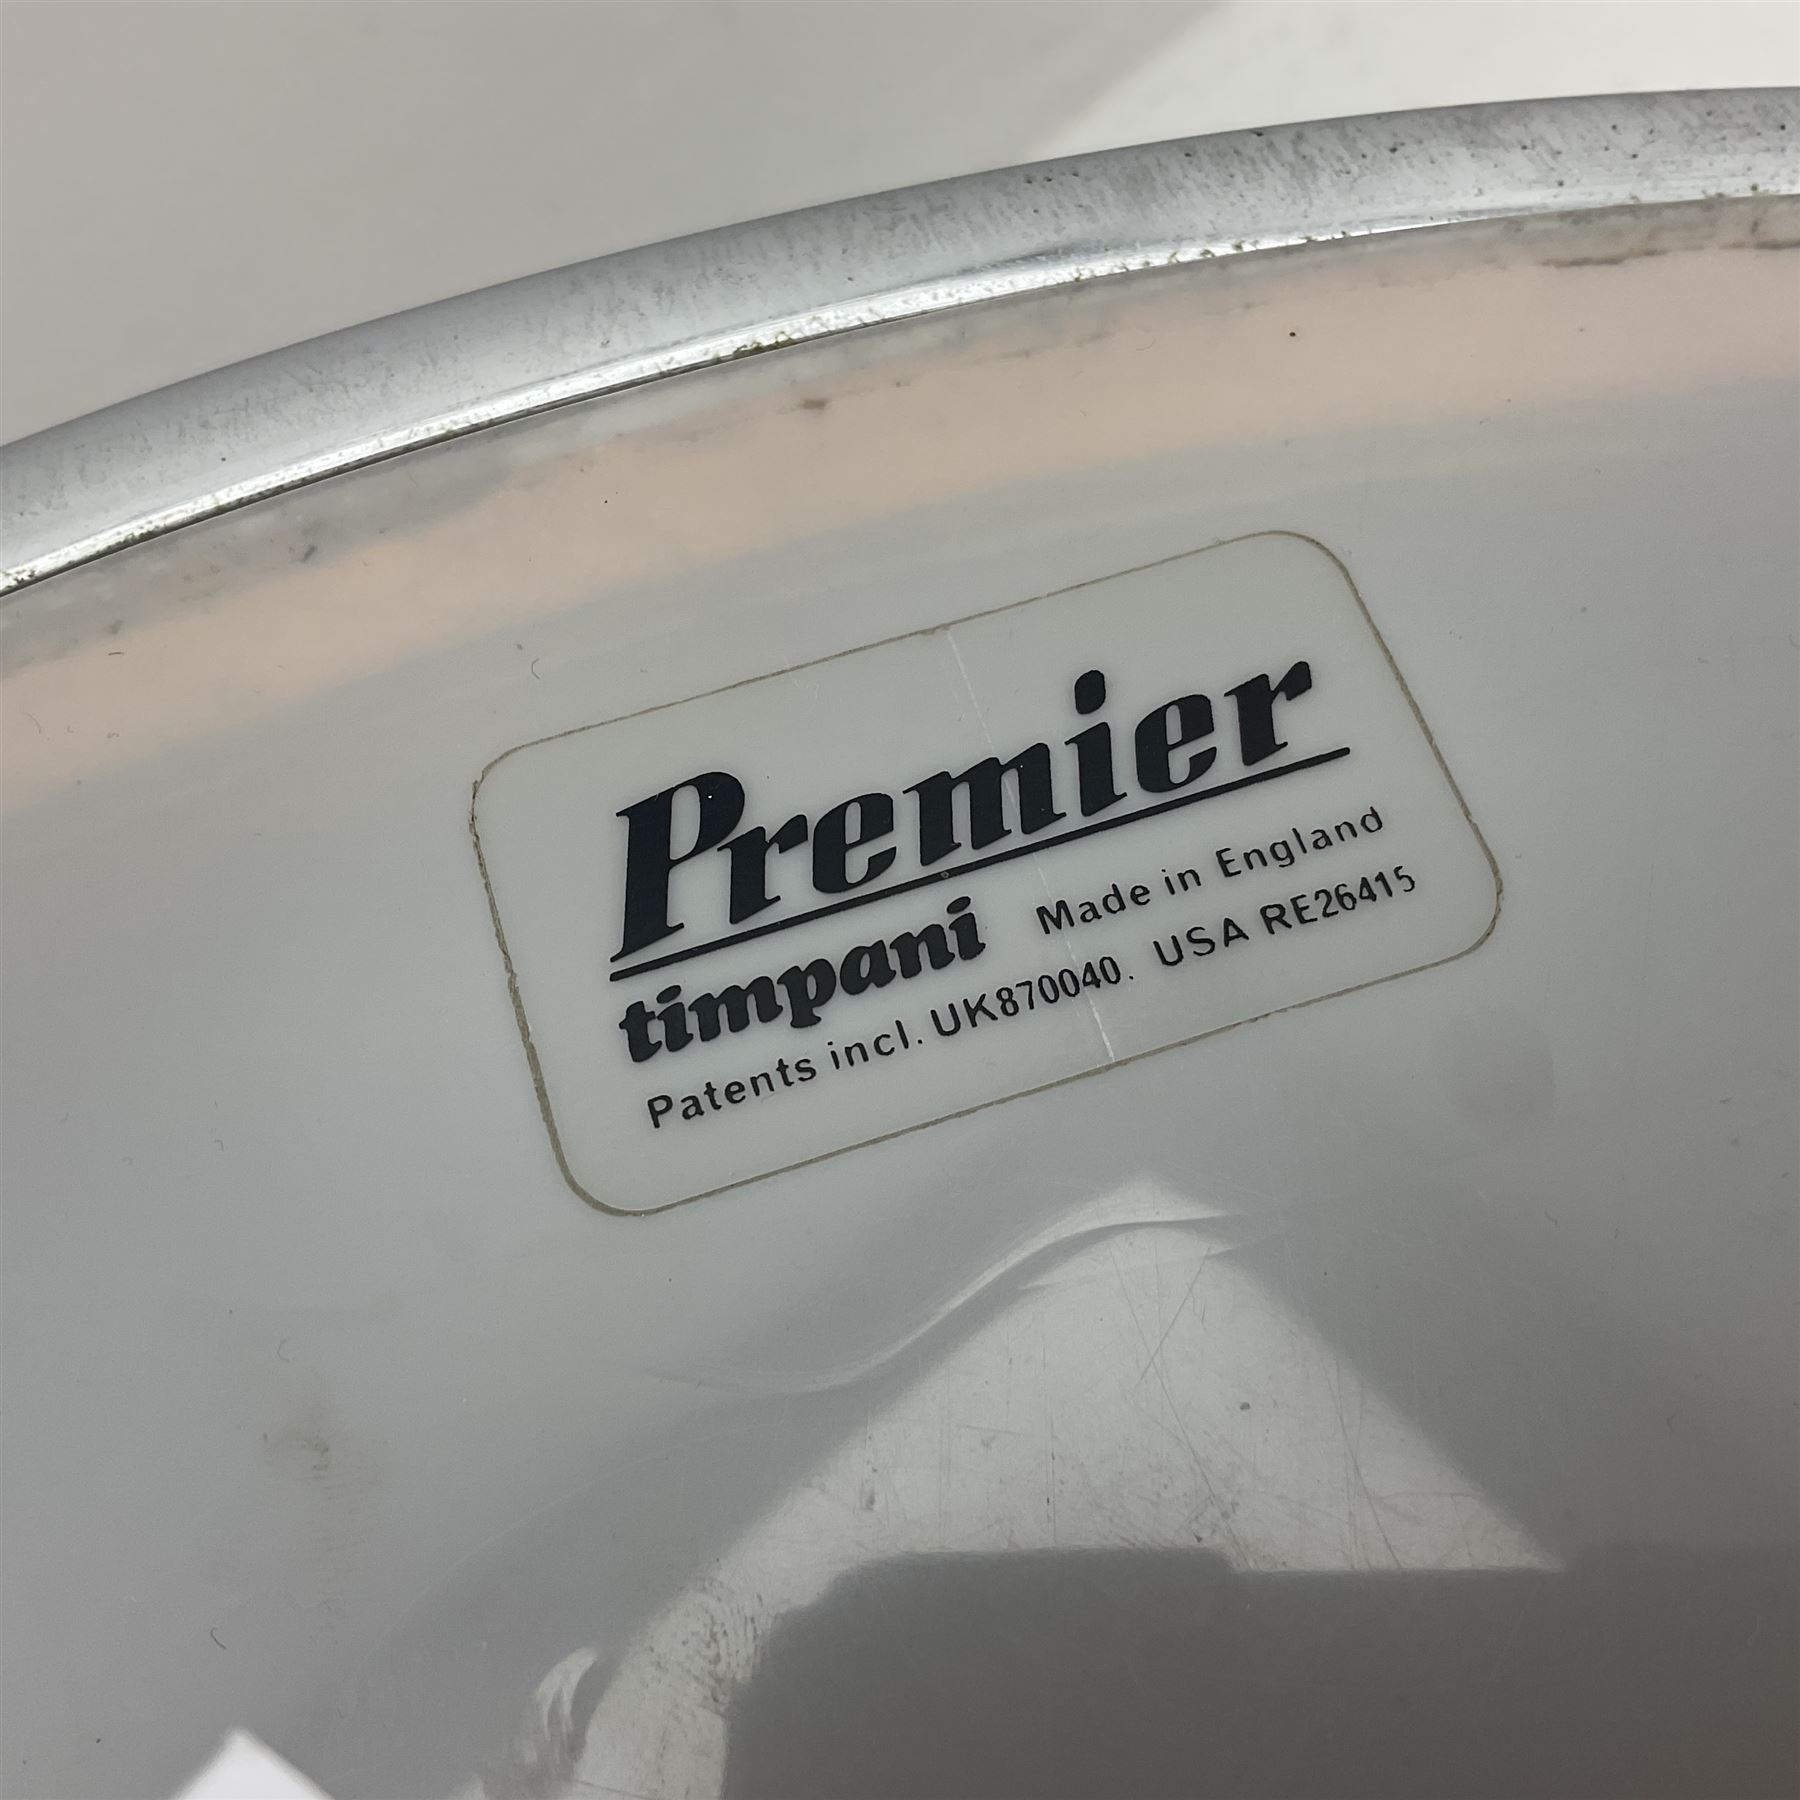 Premier
timpani Made in England
Patents incl. UK870040. USA RE26415